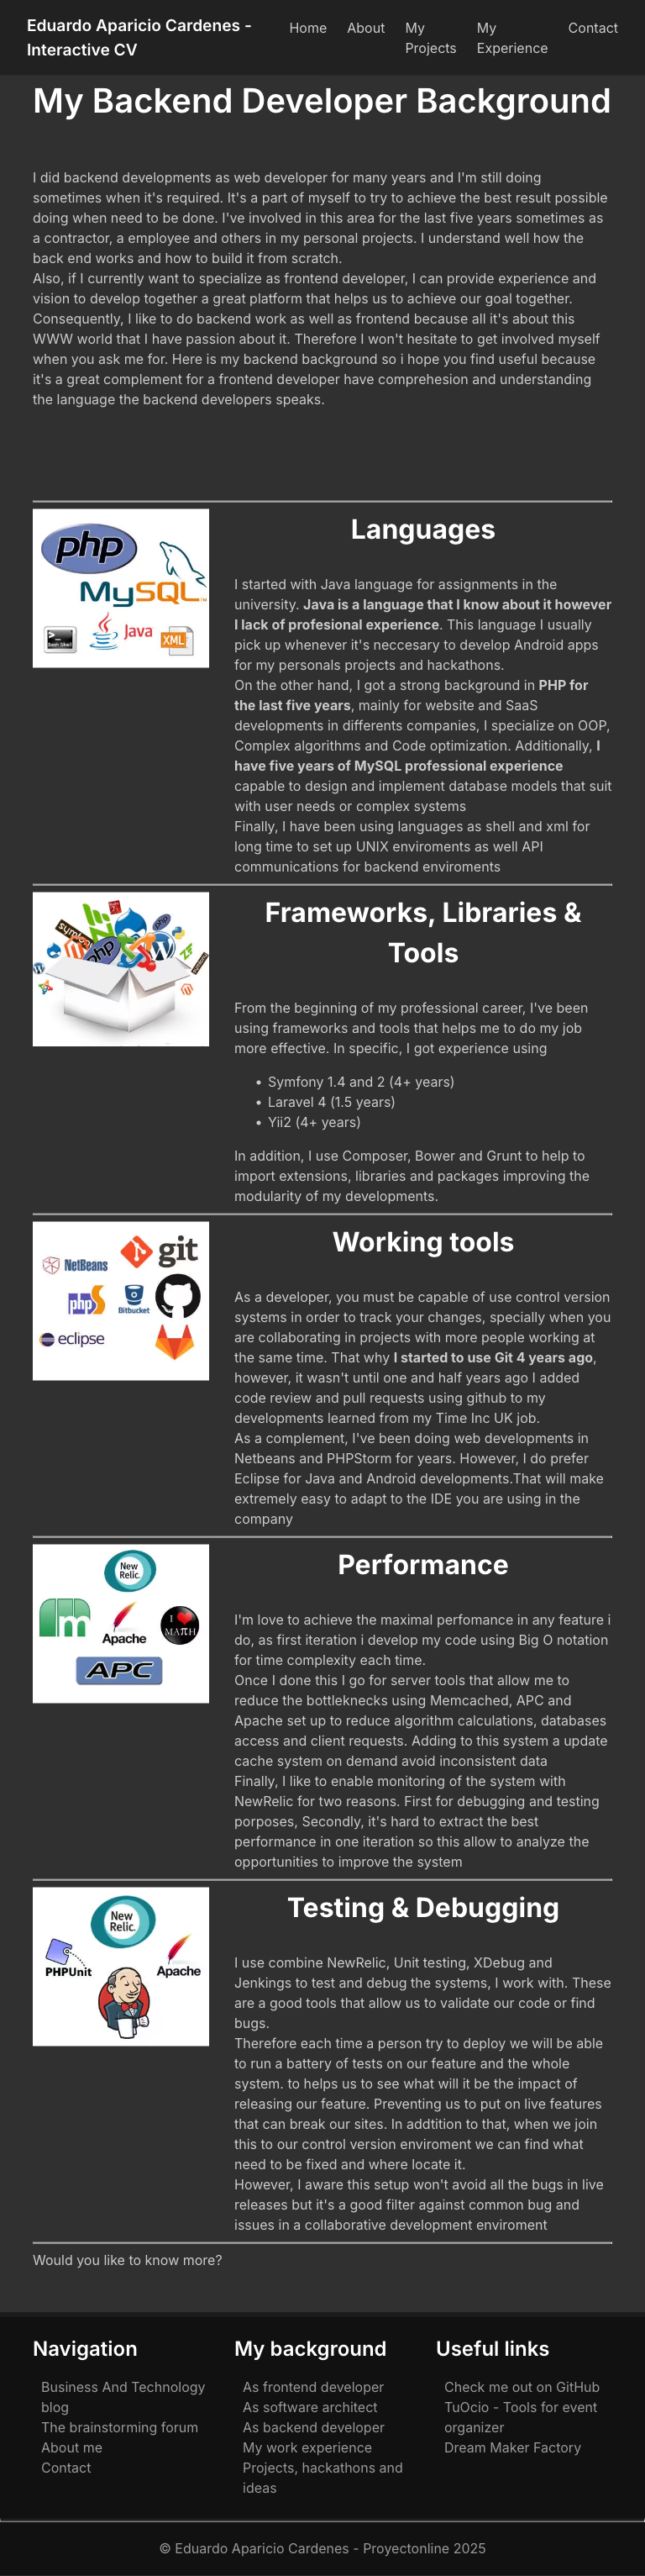 Eduardo Aparicio Cardenes -
Interactive CV
Home
About
My
Projects
My
Experience
Contact
My Backend Developer Background
I did backend developments as web developer for many years and I'm still doing
sometimes when it's required. It's a part of myself to try to achieve the best result possible
doing when need to be done. I've involved in this area for the last five years sometimes as
a contractor, a employee and others in my personal projects. I understand well how the
back end works and how to build it from scratch.
Also, if I currently want to specialize as frontend developer, I can provide experience and
vision to develop together a great platform that helps us to achieve our goal together.
Consequently, I like to do backend work as well as frontend because all it's about this
WWW world that I have passion about it. Therefore I won't hesitate to get involved myself
when you ask me for. Here is my backend background so i hope you find useful because
it's a great complement for a frontend developer have comprehesion and understanding
the language the backend developers speaks.
php
MySQL
Bash Shell
Java
XML
Languages
I started with Java language for assignments in the
university. Java is a language that I know about it however
I lack of profesional experience. This language I usually
pick up whenever it's neccesary to develop Android apps
for my personals projects and hackathons.
On the other hand, I got a strong background in PHP for
the last five years, mainly for website and SaaS
developments in differents companies, I specialize on OOP,
Complex algorithms and Code optimization. Additionally, I
have five years of MySQL professional experience
capable to design and implement database models that suit
with user needs or complex systems
Finally, I have been using languages as shell and xml for
long time to set up UNIX enviroments as well API
communications for backend enviroments
php
php
Frameworks, Libraries &
Tools
From the beginning of my professional career, I've been
using frameworks and tools that helps me to do my job
more effective. In specific, I got experience using
• Symfony 1.4 and 2 (4+ years)
• Laravel 4 (1.5 years)
• Yii2 (4+ years)
In addition, I use Composer, Bower and Grunt to help to
import extensions, libraries and packages improving the
modularity of my developments.
git
NetBeans
php S
Bitbucket
eclipse
Working tools
As a developer, you must be capable of use control version
systems in order to track your changes, specially when you
are collaborating in projects with more people working at
the same time. That why I started to use Git 4 years ago,
however, it wasn't until one and half years ago I added
code review and pull requests using github to my
developments learned from my Time Inc UK job.
As a complement, I've been doing web developments in
Netbeans and PHPStorm for years. However, I do prefer
Eclipse for Java and Android developments.That will make
extremely easy to adapt to the IDE you are using in the
company
New
Relic.
m
Apache
I
MATH
APC
Performance
I'm love to achieve the maximal perfomance in any feature i
do, as first iteration i develop my code using Big O notation
for time complexity each time.
Once I done this I go for server tools that allow me to
reduce the bottleknecks using Memcached, APC and
Apache set up to reduce algorithm calculations, databases
access and client requests. Adding to this system a update
cache system on demand avoid inconsistent data
Finally, I like to enable monitoring of the system with
NewRelic for two reasons. First for debugging and testing
porposes, Secondly, it's hard to extract the best
performance in one iteration so this allow to analyze the
opportunities to improve the system
New
Relic.
PHPUnit
Apache
Testing & Debugging
I use combine NewRelic, Unit testing, XDebug and
Jenkings to test and debug the systems, I work with. These
are a good tools that allow us to validate our code or find
bugs.
Therefore each time a person try to deploy we will be able
to run a battery of tests on our feature and the whole
system. to helps us to see what will it be the impact of
releasing our feature. Preventing us to put on live features
that can break our sites. In addtition to that, when we join
this to our control version enviroment we can find what
need to be fixed and where locate it.
However, I aware this setup won't avoid all the bugs in live
releases but it's a good filter against common bug and
issues in a collaborative development enviroment
Would you like to know more?
Navigation
Business And Technology
blog
The brainstorming forum
About me
Contact
My background
As frontend developer
As software architect
As backend developer
My work experience
Projects, hackathons and
ideas
Useful links
Check me out on GitHub
TuOcio - Tools for event
organizer
Dream Maker Factory
© Eduardo Aparicio Cardenes - Proyectonline 2025